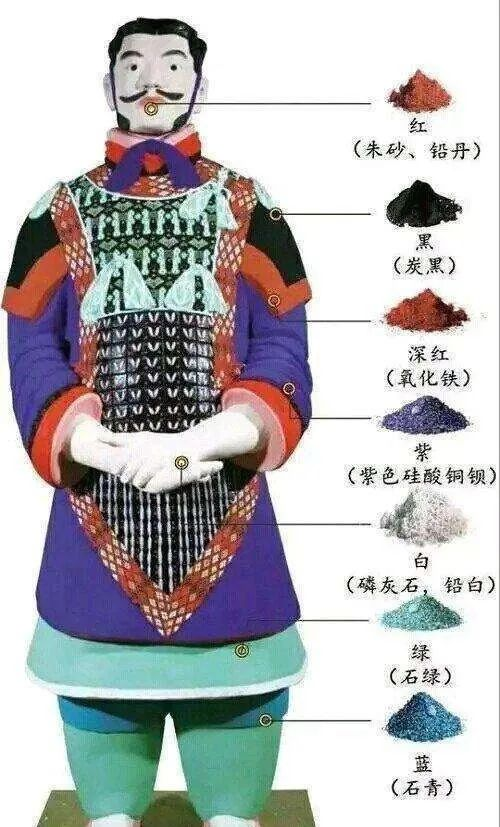 红
（朱砂、铅丹）
黑
（炭黑）
深红
（氧化铁）
紫
（紫色硅酸铜钡）
白
（磷灰石，铅白）
绿
（石绿）
蓝
（石青）